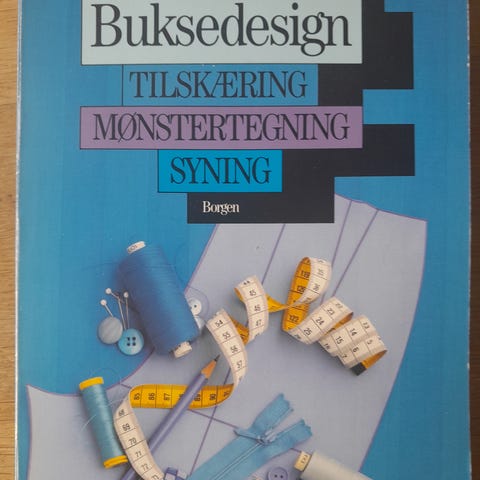 Buksedesign
TILSKÆRING
MØNSTERTEGNING
SYNING
Borgen